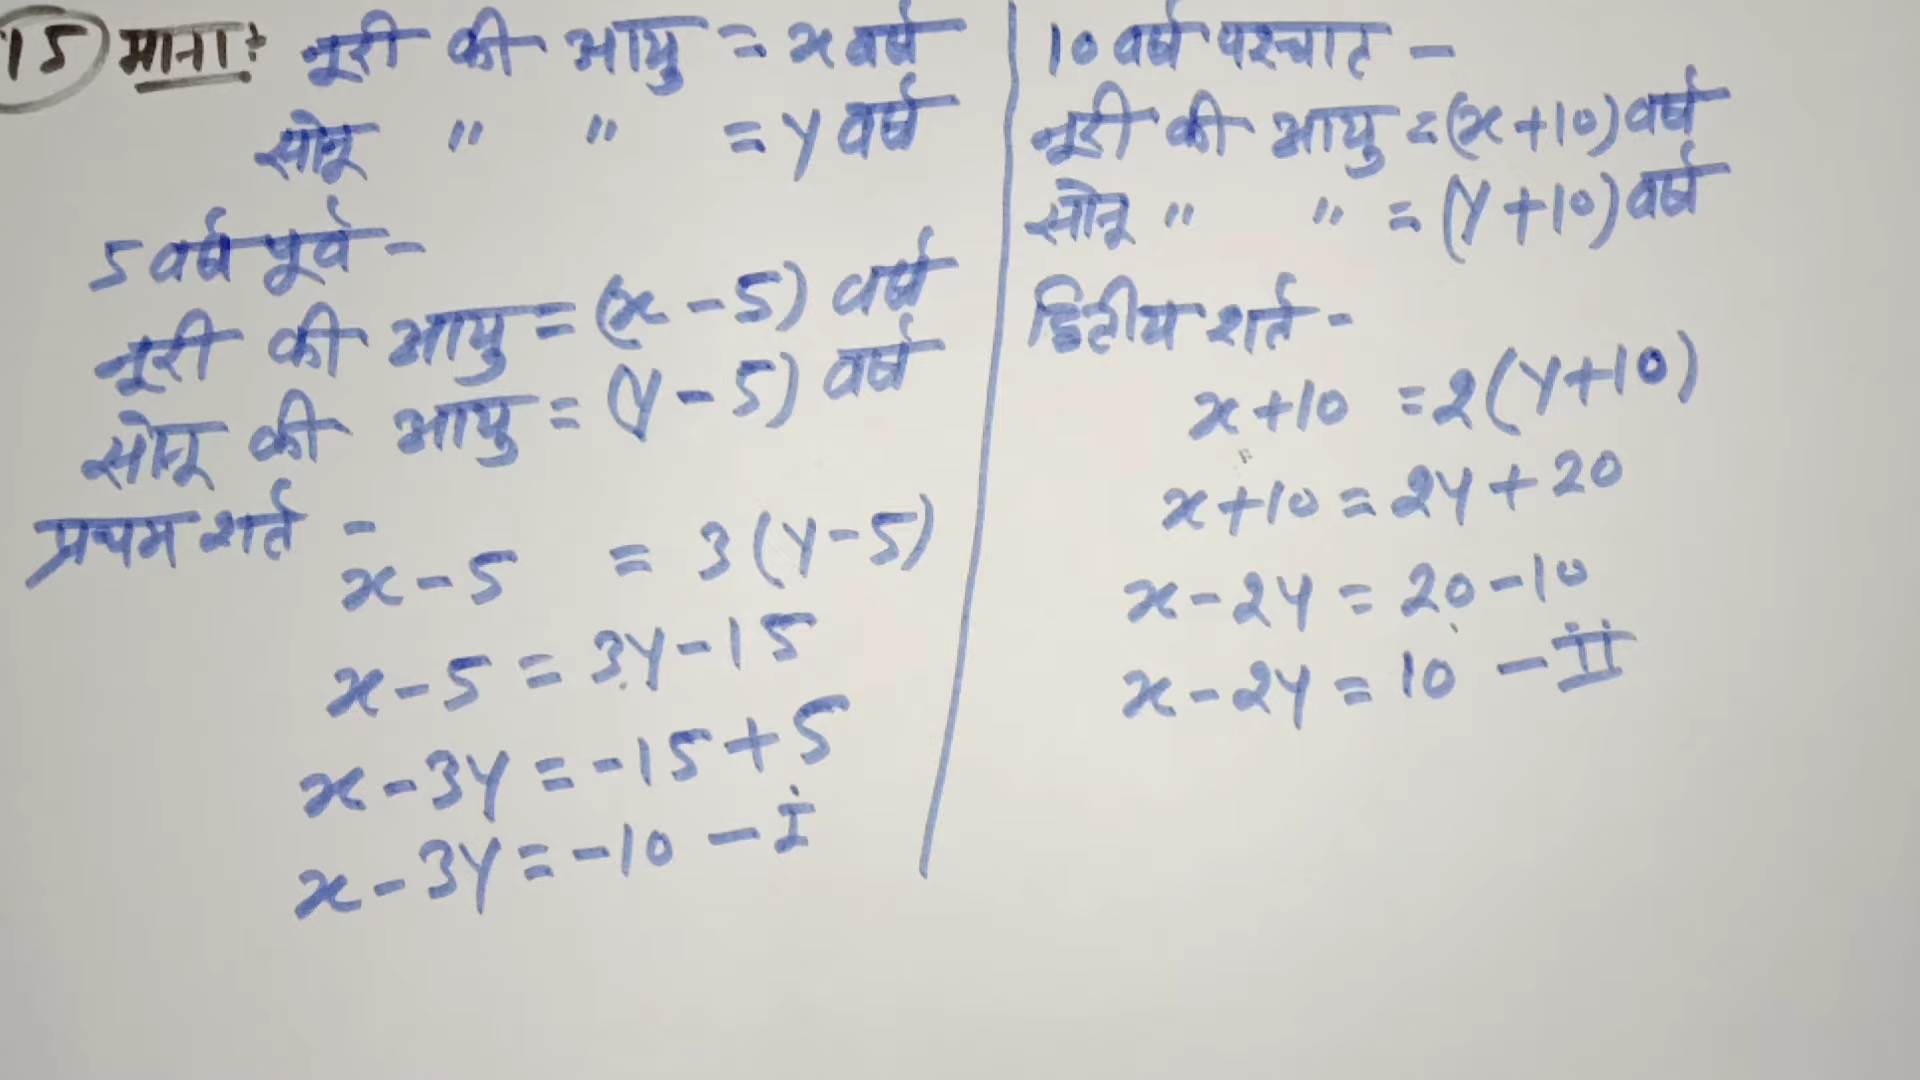 15 माना: नूरी की आयु = x वर्ष
सोनू " " = y वर्ष
5 वर्ष पूर्व -
नूरी की आयु = (x - 5) वर्ष
सोनू की आयु = (y - 5) वर्ष
प्रथम शर्त -
x - 5 = 3(y - 5)
x - 5 = 3y - 15
x - 3y = -15 + 5
x - 3y = -10 - I
10 वर्ष पश्चात -
नूरी की आयु = (x + 10) वर्ष
सोनू " " = (y + 10) वर्ष
द्वितीय शर्त -
x + 10 = 2(y + 10)
x + 10 = 2y + 20
x - 2y = 20 - 10
x - 2y = 10 - II